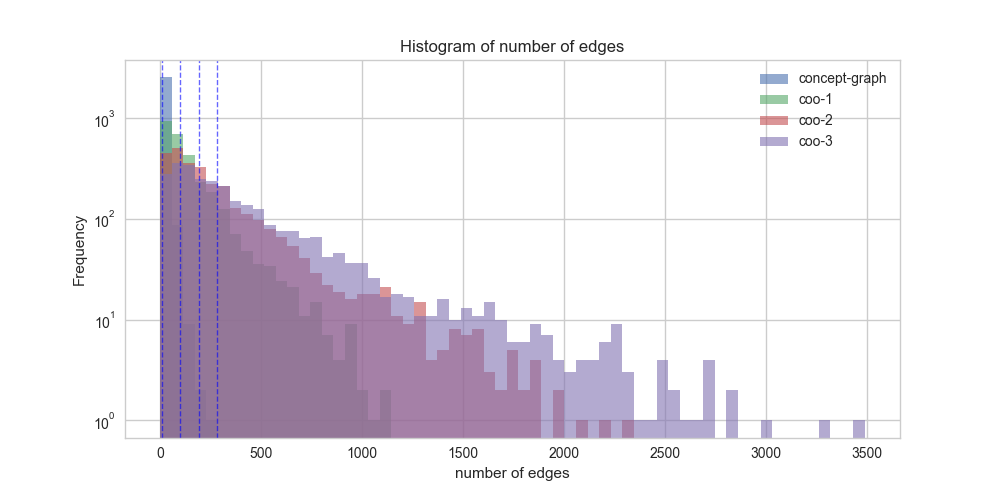 Histogram of number of edges
concept-graph
coo-1
coo-2
coo-3
Frequency
10³
10²
10¹
10⁰
0 500 1000 1500 2000 2500 3000 3500
number of edges